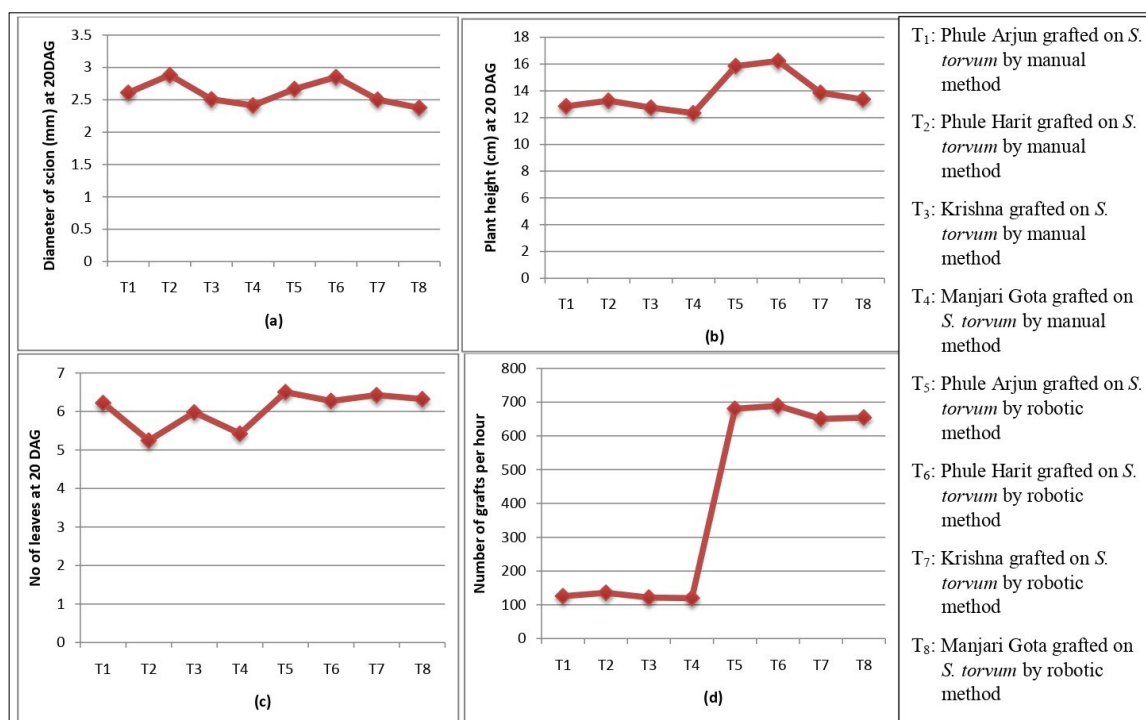 Diameter of scion (mm) at 20DAG
3.5
3
2.5
2
1.5
1
0.5
0
T1 T2 T3 T4 T5 T6 T7 T8
(a)
Plant height (cm) at 20 DAG
18
16
14
12
10
8
6
4
2
0
T1 T2 T3 T4 T5 T6 T7 T8
(b)
No of leaves at 20 DAG
7
6
5
4
3
2
1
0
T1 T2 T3 T4 T5 T6 T7 T8
(c)
Number of grafts per hour
800
700
600
500
400
300
200
100
0
T1 T2 T3 T4 T5 T6 T7 T8
(d)
T₁: Phule Arjun grafted on S.
torvum by manual
method
T₂: Phule Harit grafted on S.
torvum by manual
method
T₃: Krishna grafted on S.
torvum by manual
method
T₄: Manjari Gota grafted on
S. torvum by manual
method
T₅: Phule Arjun grafted on S.
torvum by robotic
method
T₆: Phule Harit grafted on S.
torvum by robotic
method
T₇: Krishna grafted on S.
torvum by robotic
method
T₈: Manjari Gota grafted on
S. torvum by robotic
method